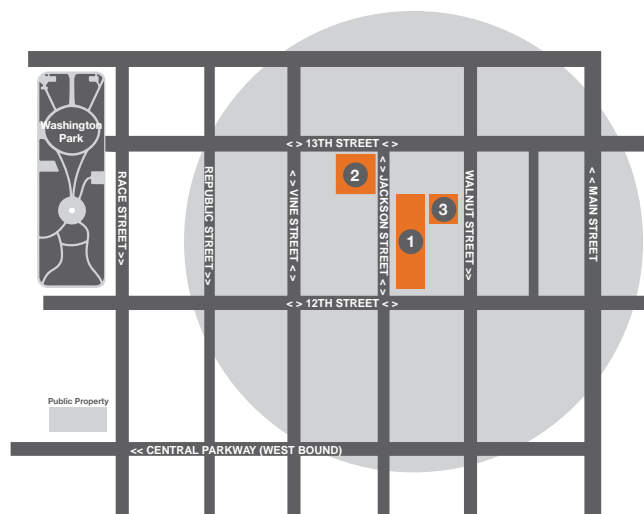 Washington
Park
< > 13TH STREET < >
RACE STREET >>
REPUBLIC STREET >>
< > VINE STREET < >
< > JACKSON STREET < >
WALNUT STREET >>
<< MAIN STREET
2
3
1
< > 12TH STREET < >
Public Property
<< CENTRAL PARKWAY (WEST BOUND)